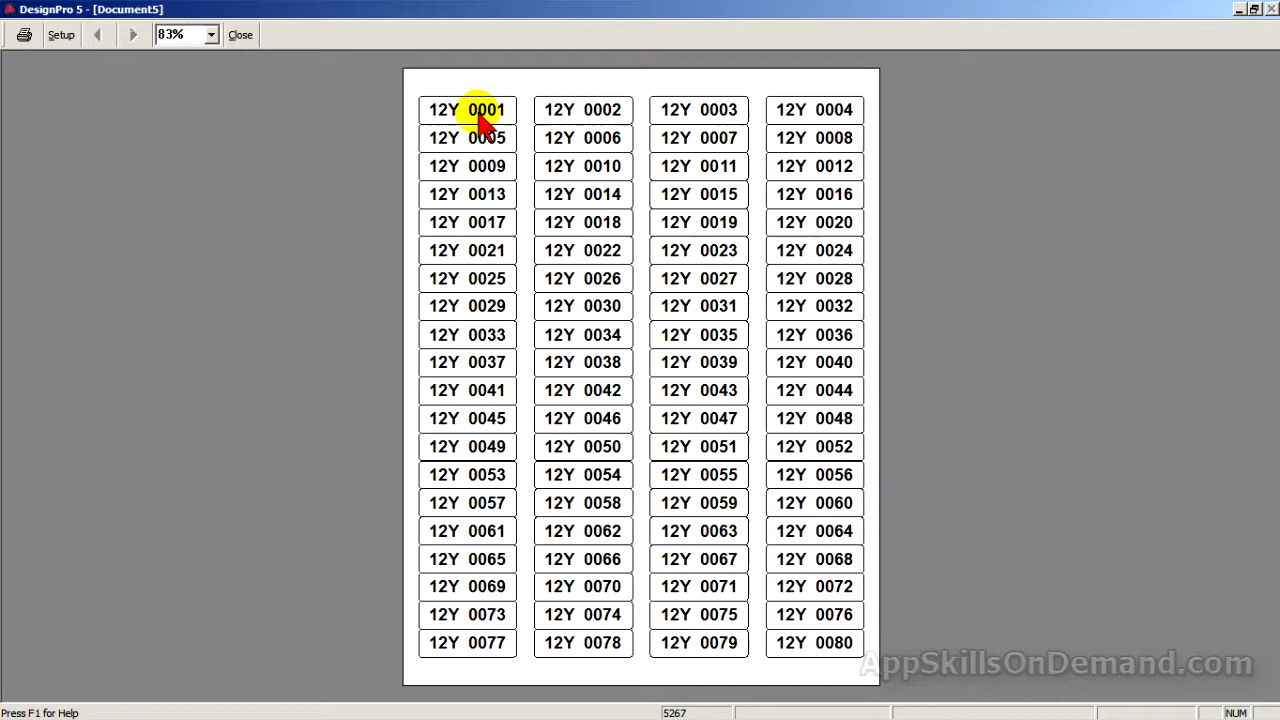 DesignPro 5 - [Document5]
Setup 83% Close
12Y 0001 12Y 0002 12Y 0003 12Y 0004
12Y 0005 12Y 0006 12Y 0007 12Y 0008
12Y 0009 12Y 0010 12Y 0011 12Y 0012
12Y 0013 12Y 0014 12Y 0015 12Y 0016
12Y 0017 12Y 0018 12Y 0019 12Y 0020
12Y 0021 12Y 0022 12Y 0023 12Y 0024
12Y 0025 12Y 0026 12Y 0027 12Y 0028
12Y 0029 12Y 0030 12Y 0031 12Y 0032
12Y 0033 12Y 0034 12Y 0035 12Y 0036
12Y 0037 12Y 0038 12Y 0039 12Y 0040
12Y 0041 12Y 0042 12Y 0043 12Y 0044
12Y 0045 12Y 0046 12Y 0047 12Y 0048
12Y 0049 12Y 0050 12Y 0051 12Y 0052
12Y 0053 12Y 0054 12Y 0055 12Y 0056
12Y 0057 12Y 0058 12Y 0059 12Y 0060
12Y 0061 12Y 0062 12Y 0063 12Y 0064
12Y 0065 12Y 0066 12Y 0067 12Y 0068
12Y 0069 12Y 0070 12Y 0071 12Y 0072
12Y 0073 12Y 0074 12Y 0075 12Y 0076
12Y 0077 12Y 0078 12Y 0079 12Y 0080
AppSkillsOnDemand.com
Press F1 for Help 5267 NUM